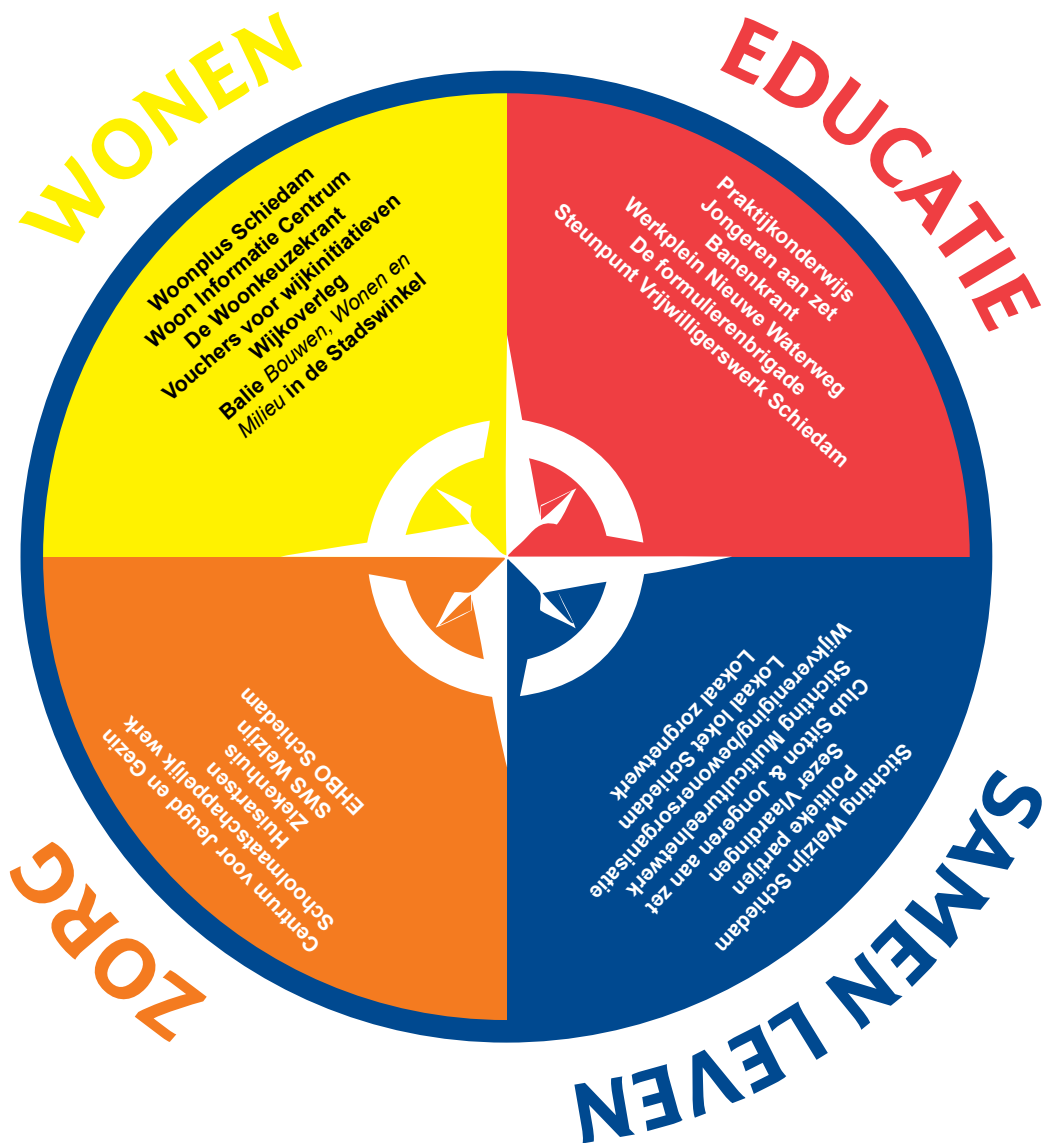 WONEN
Woonplus Schiedam
Woon Informatie Centrum
De Woonkeuzekrant
Vouchers voor wijkinitiatieven
Wijkoverleg
Balie Bouwen, Wonen en
Milieu in de Stadswinkel
EDUCATIE
Praktijkonderwijs
Jongeren aan zet
Banenkrant
Werkplein Nieuwe Waterweg
De formulierenbrigade
Steunpunt Vrijwilligerswerk Schiedam
SAMEN LEVEN
Stichting Welzijn Schiedam
Politieke partijen
Sezer Vlaardingen
Club Sitton & Jongeren aan zet
Stichting Multicultureelnetwerk
Wijkvereniging/bewonersorganisatie
Lokaal loket Schiedam
Lokaal zorgnetwerk
ZORG
Centrum voor Jeugd en Gezin
Schoolmaatschappelijk werk
Huisartsen
Ziekenhuis
SWS Welzijn
EHBO Schiedam